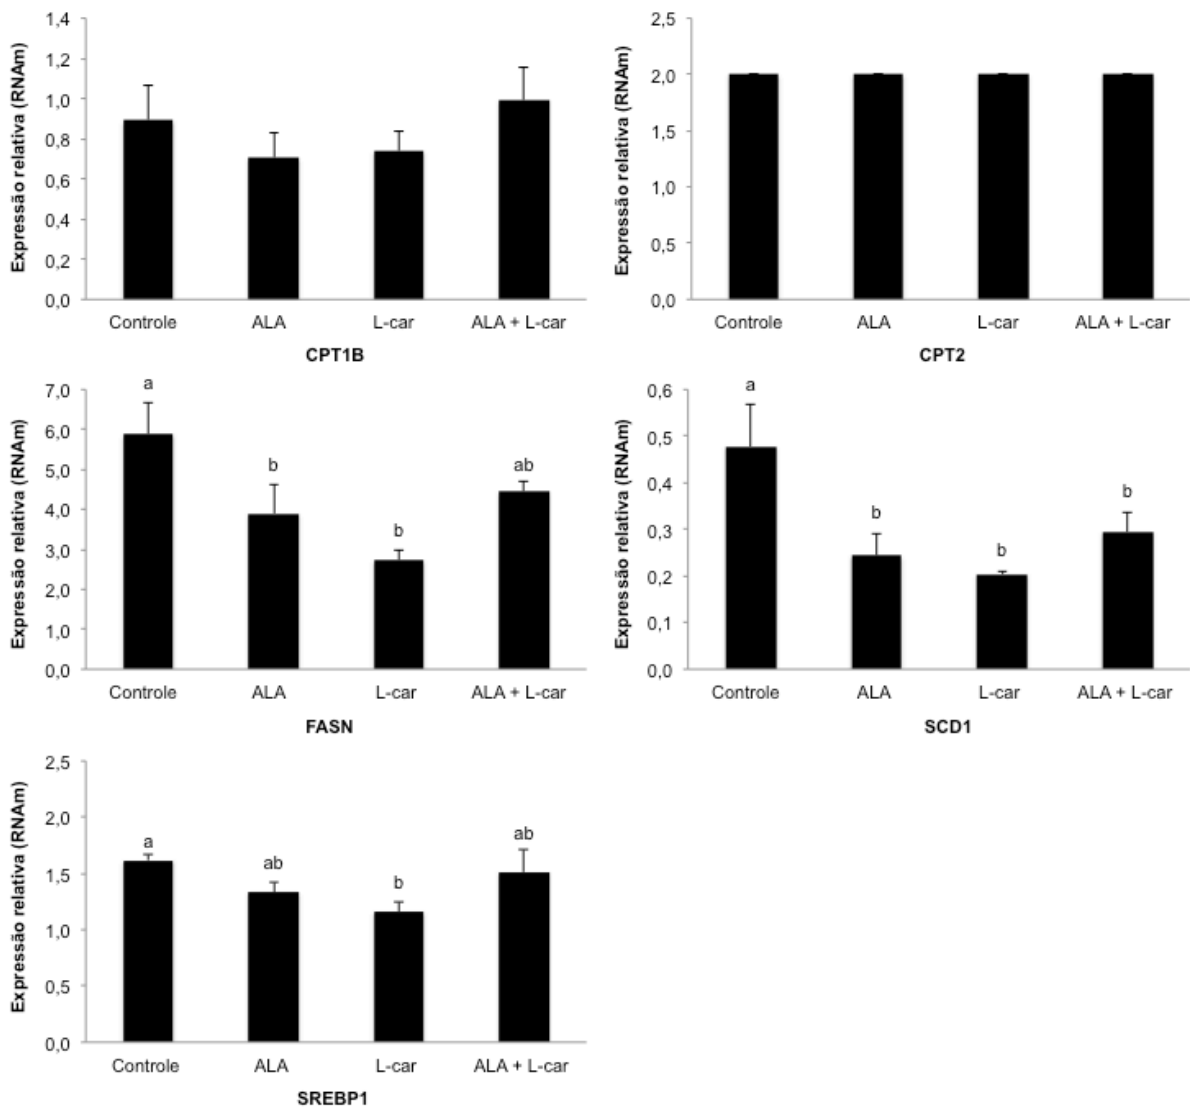 Expressão relativa (RNAm)
1,4
1,2
1,0
0,8
0,6
0,4
0,2
0,0
Controle ALA L-car ALA + L-car
CPT1B
Expressão relativa (RNAm)
2,5
2,0
1,5
1,0
0,5
0,0
Controle ALA L-car ALA + L-car
CPT2
Expressão relativa (RNAm)
7,0
6,0
5,0
4,0
3,0
2,0
1,0
0,0
a
b
b
ab
Controle ALA L-car ALA + L-car
FASN
Expressão relativa (RNAm)
0,6
0,5
0,4
0,3
0,2
0,1
0,0
a
b
b
b
Controle ALA L-car ALA + L-car
SCD1
Expressão relativa (RNAm)
2,5
2,0
1,5
1,0
0,5
0,0
a
ab
b
ab
Controle ALA L-car ALA + L-car
SREBP1